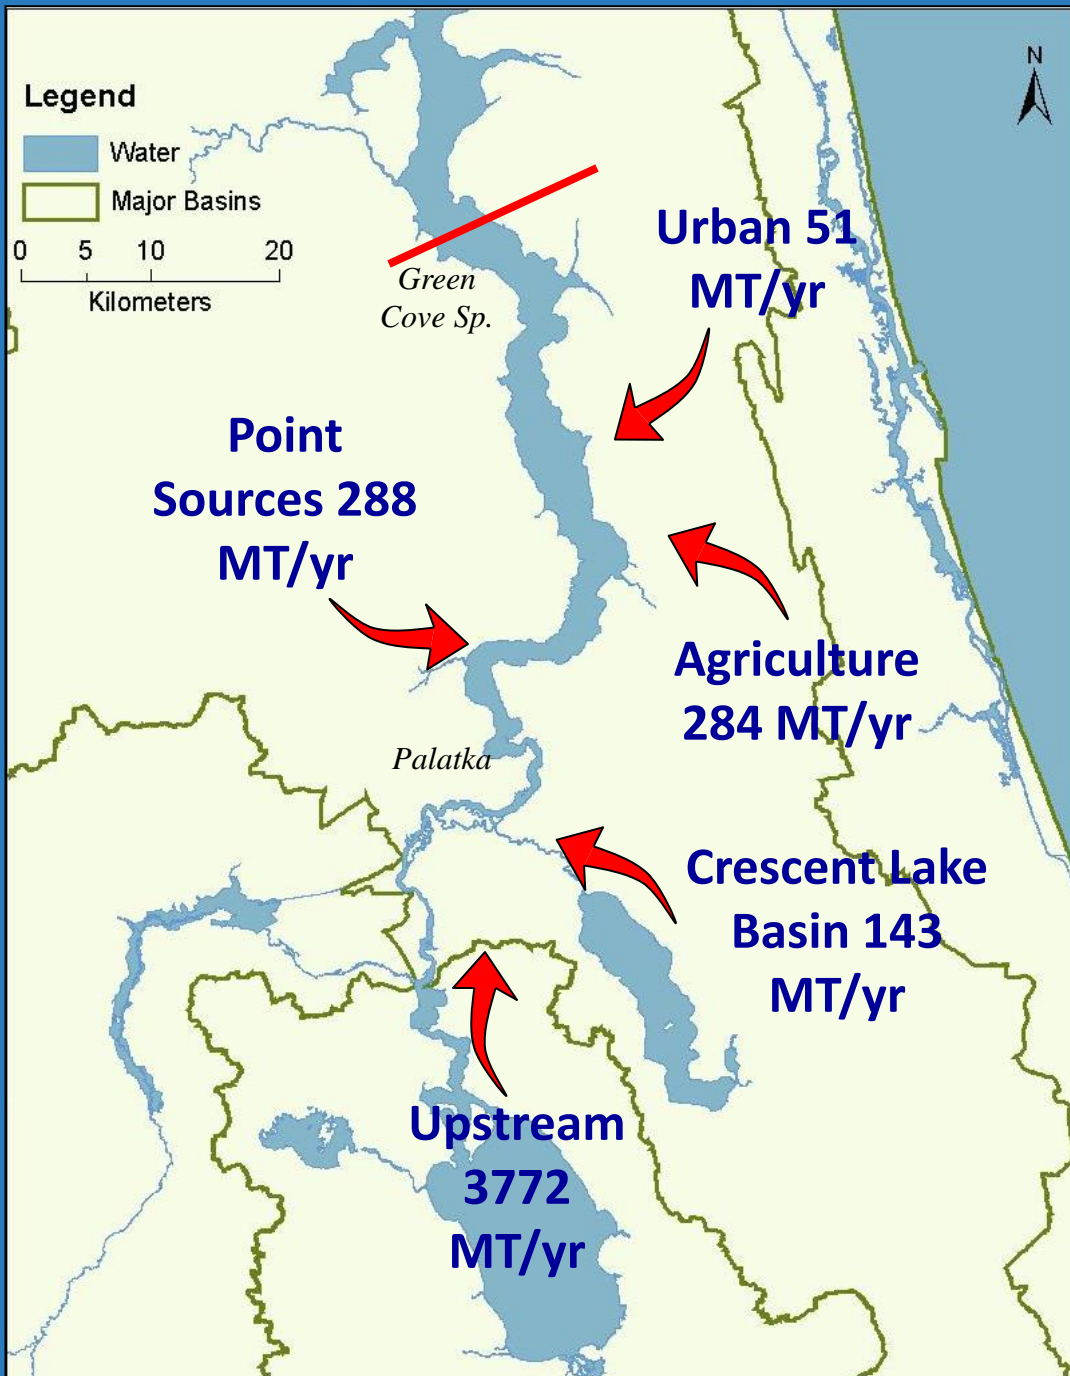 Legend
Water
Major Basins
0 5 10 20
Kilometers
N
Green
Cove Sp.
Urban 51
MT/yr
Point
Sources 288
MT/yr
Agriculture
284 MT/yr
Palatka
Crescent Lake
Basin 143
MT/yr
Upstream
3772
MT/yr